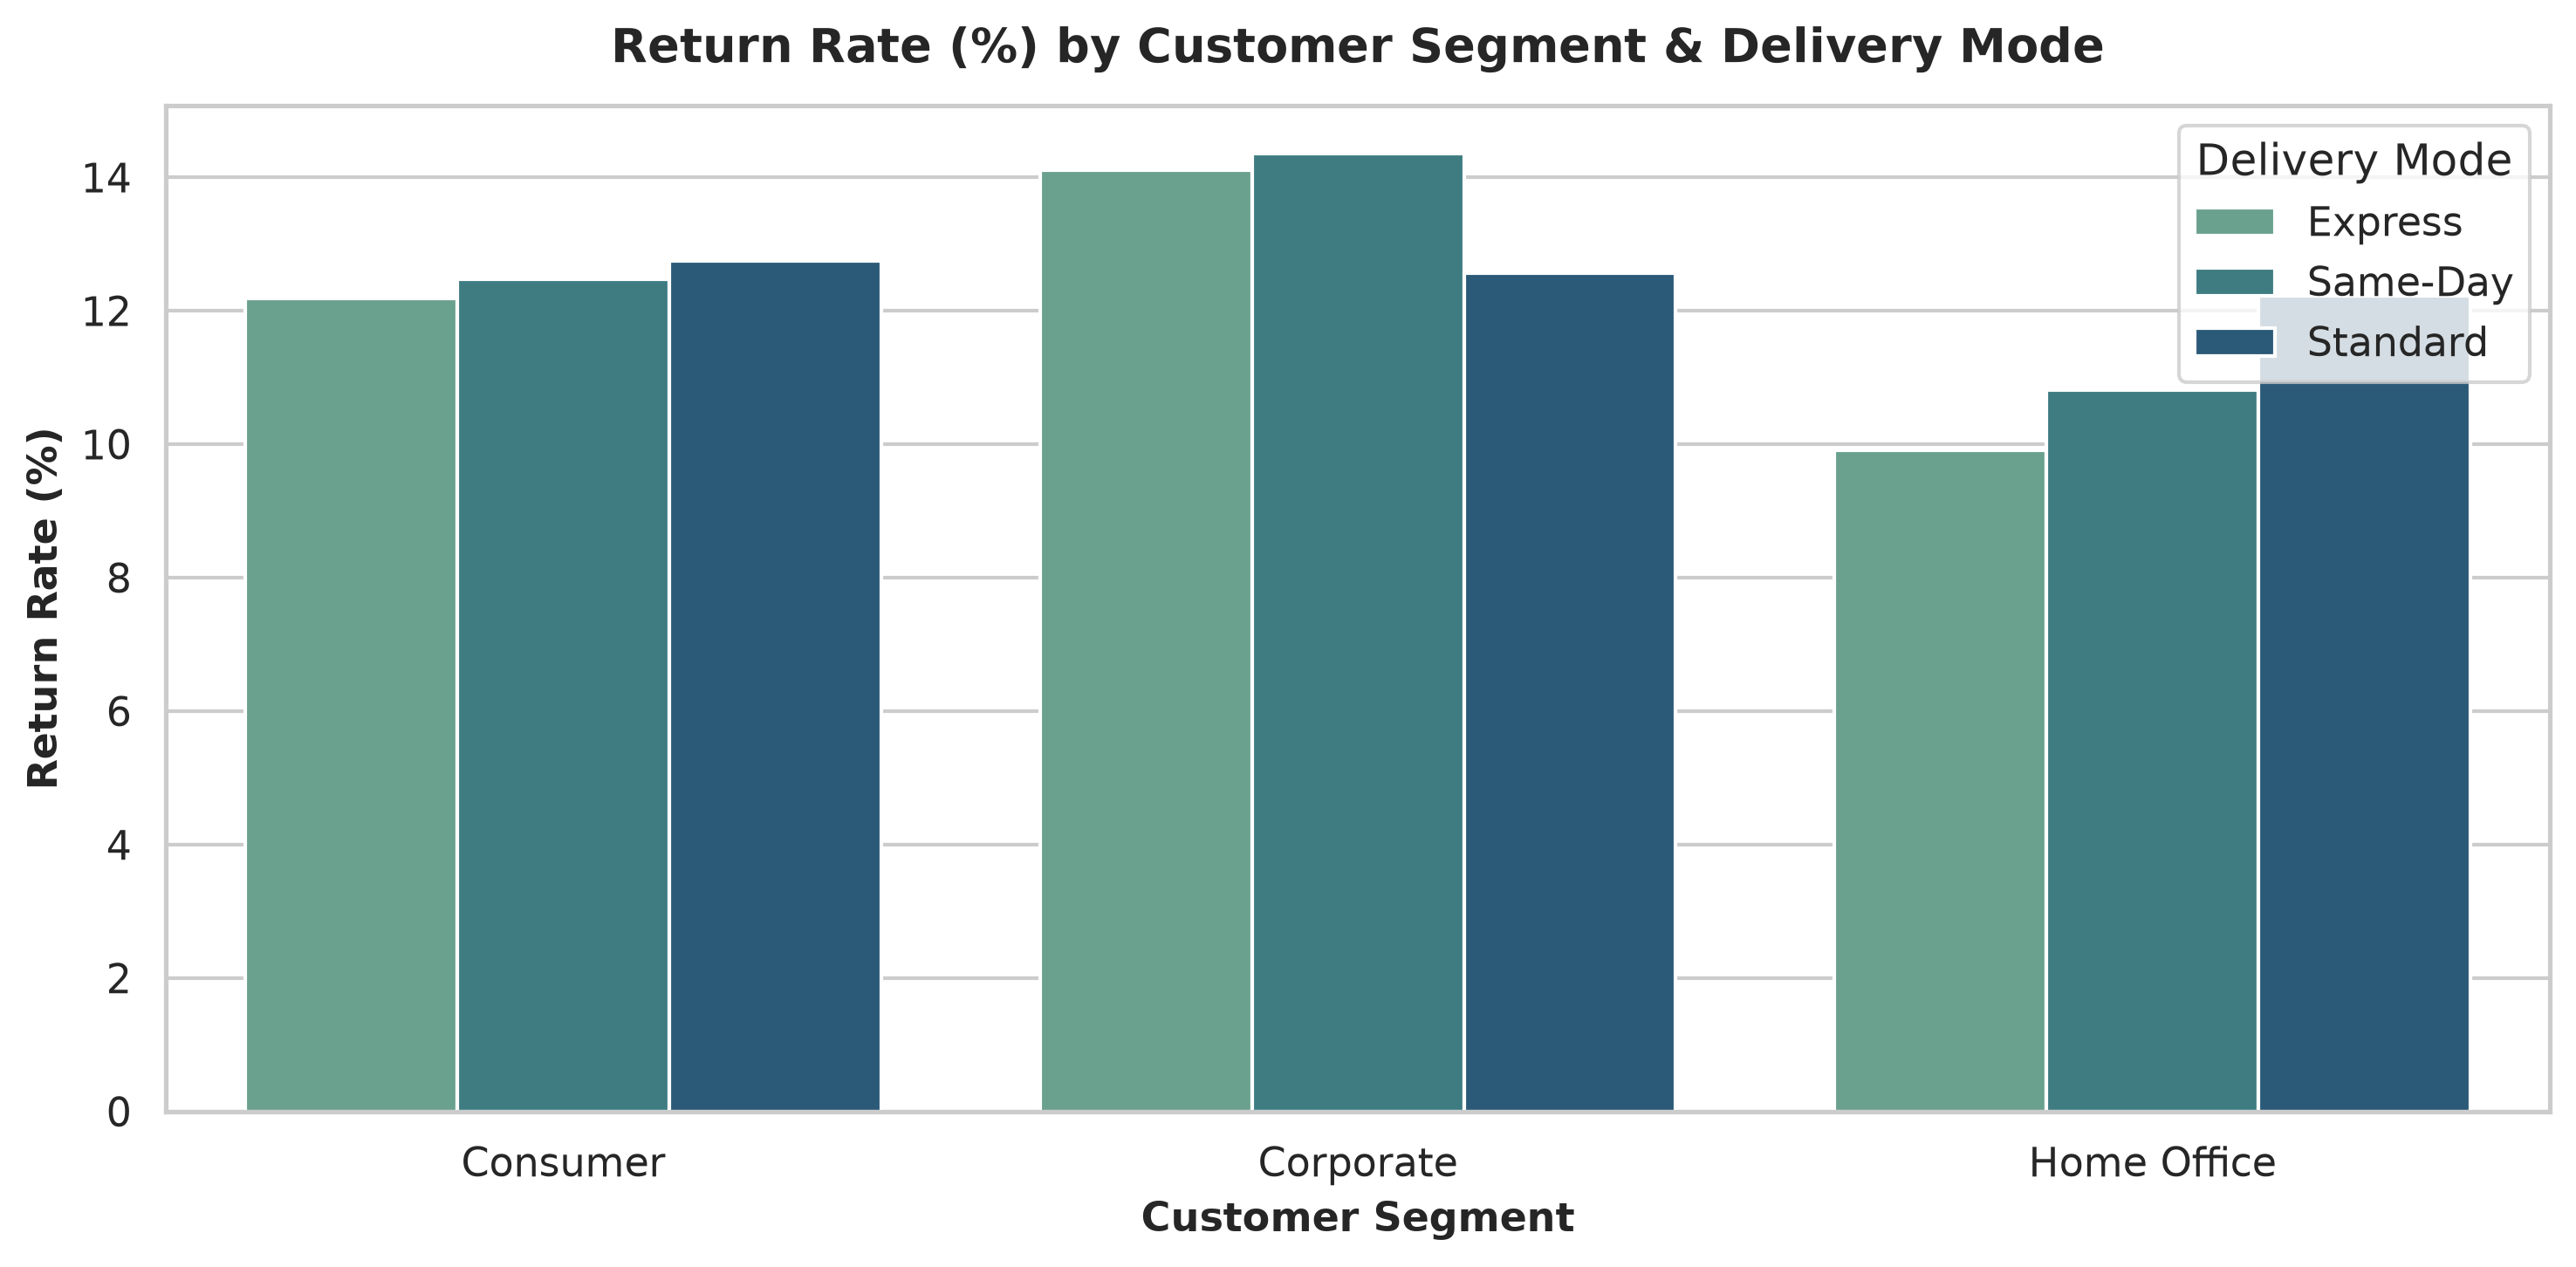 Return Rate (%) by Customer Segment & Delivery Mode
Return Rate (%)
14
12
10
8
6
4
2
0
Delivery Mode
Express
Same-Day
Standard
Consumer
Corporate
Home Office
Customer Segment